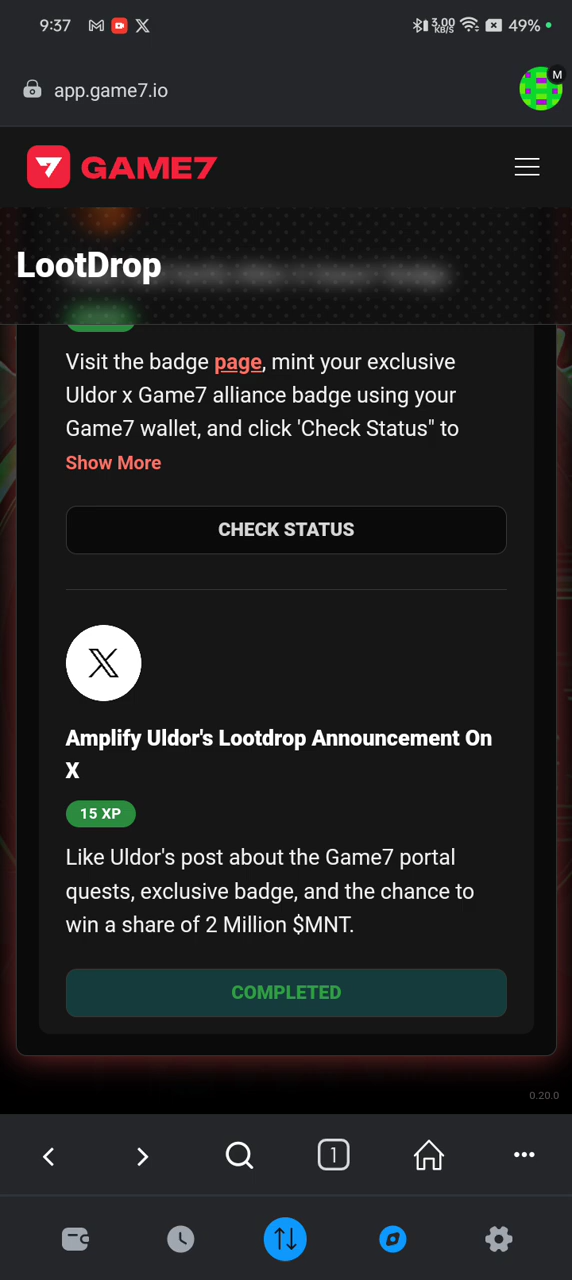 9:37
3.00
KB/S
49%
app.game7.io
M
GAME7
LootDrop
Visit the badge page, mint your exclusive
Uldor x Game7 alliance badge using your
Game7 wallet, and click 'Check Status" to
Show More
CHECK STATUS
Amplify Uldor's Lootdrop Announcement On
X
15 XP
Like Uldor's post about the Game7 portal
quests, exclusive badge, and the chance to
win a share of 2 Million $MNT.
COMPLETED
0.20.0
1